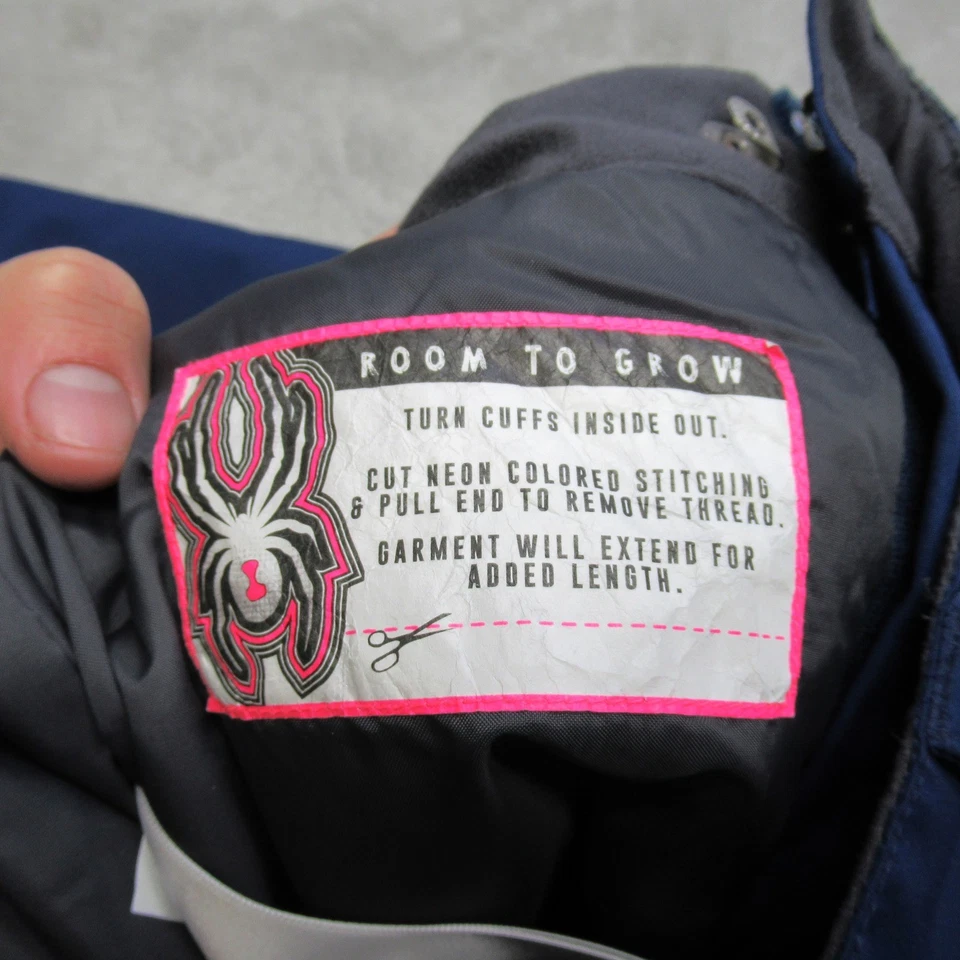 ROOM TO GROW
TURN CUFFS INSIDE OUT.
CUT NEON COLORED STITCHING
& PULL END TO REMOVE THREAD.
GARMENT WILL EXTEND FOR
ADDED LENGTH.